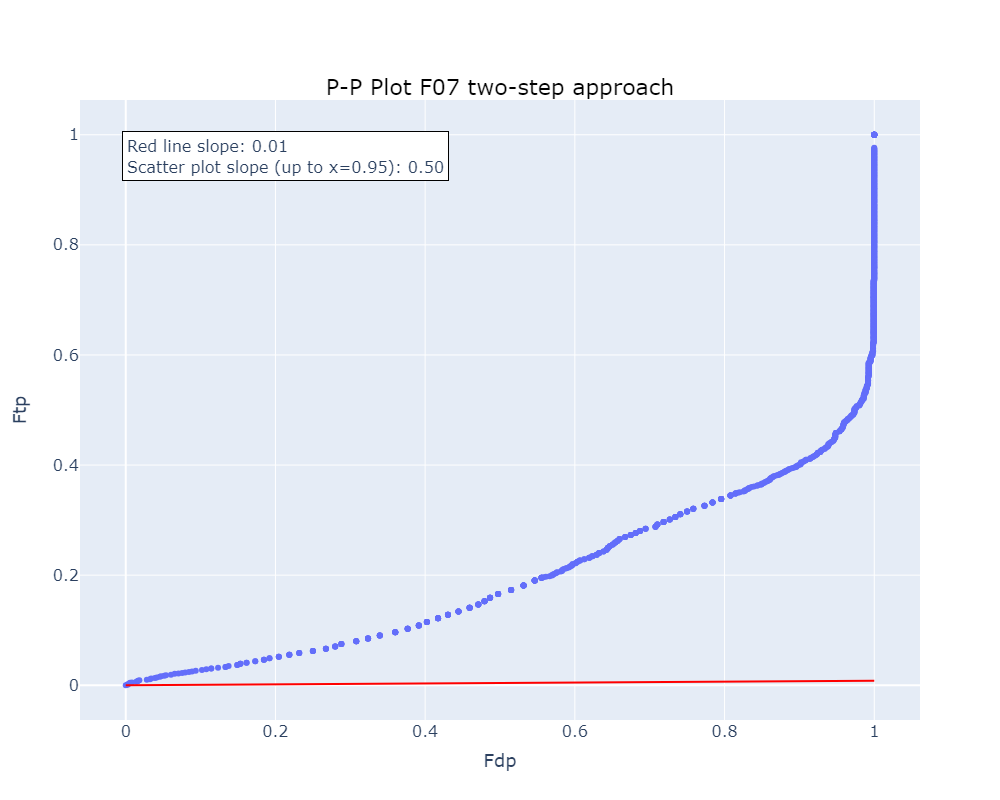 P-P Plot F07 two-step approach
Red line slope: 0.01
Scatter plot slope (up to x=0.95): 0.50
1
0.8
0.6
0.4
0.2
0
Ftp
0 0.2 0.4 0.6 0.8 1
Fdp